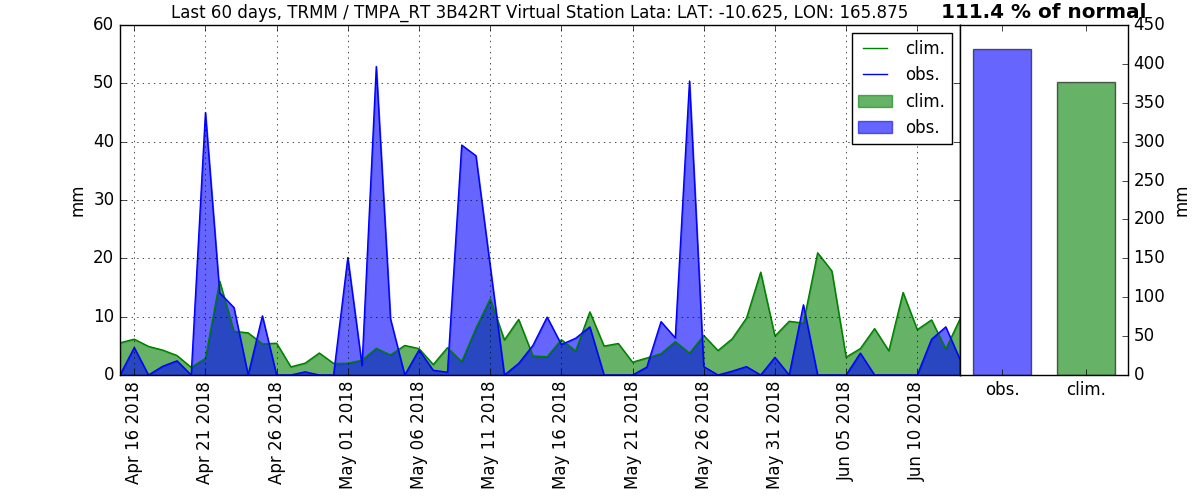 Last 60 days, TRMM / TMPA_RT 3B42RT Virtual Station Lata: LAT: -10.625, LON: 165.875
111.4 % of normal
60
50
40
30
20
10
0
mm
clim.
obs.
clim.
obs.
450
400
350
300
250
200
150
100
50
0
mm
Apr 16 2018
Apr 21 2018
Apr 26 2018
May 01 2018
May 06 2018
May 11 2018
May 16 2018
May 21 2018
May 26 2018
May 31 2018
Jun 05 2018
Jun 10 2018
obs.
clim.